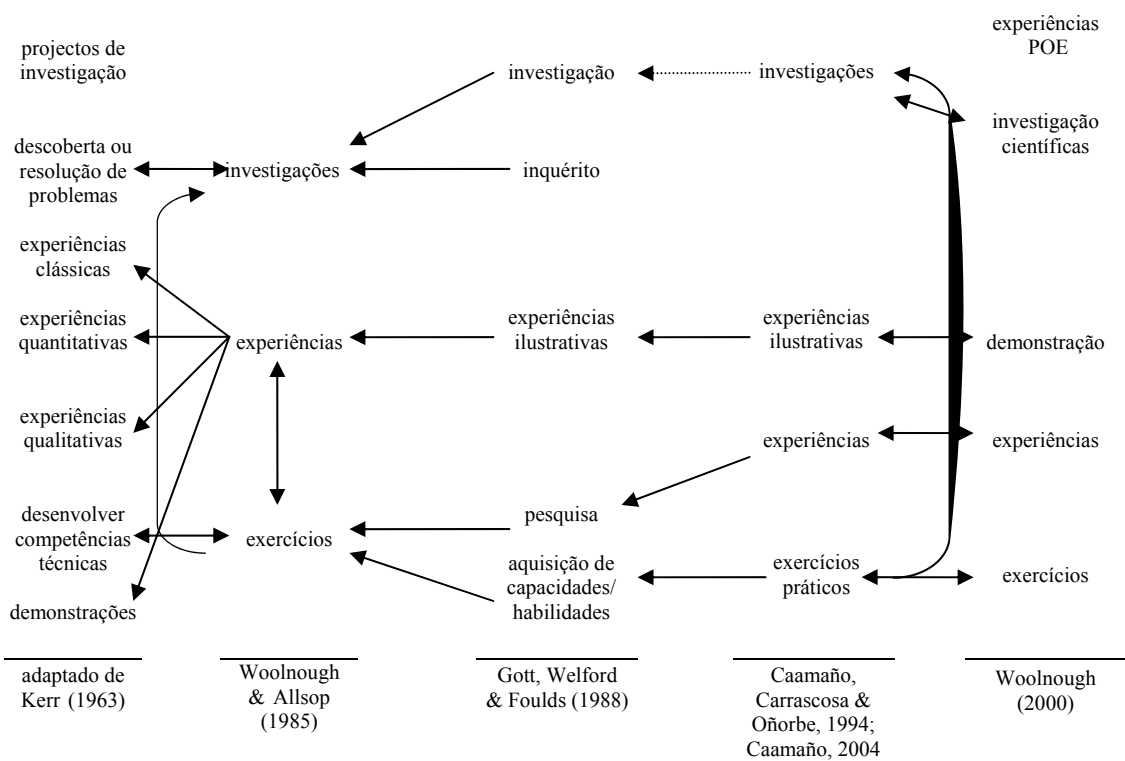 projectos de
investigação
descoberta ou
resolução de
problemas
experiências
clássicas
experiências
quantitativas
experiências
qualitativas
desenvolver
competências
técnicas
demonstrações
adaptado de
Kerr (1963)
investigações
experiências
exercícios
Woolnough
& Allsop
(1985)
investigação
inquérito
experiências
ilustrativas
pesquisa
aquisição de
capacidades/
habilidades
Gott, Welford
& Foulds (1988)
investigações
experiências
ilustrativas
experiências
exercícios
práticos
Caamaño,
Carrascosa &
Oñorbe, 1994;
Caamaño, 2004
experiências
POE
investigação
científicas
demonstração
experiências
exercícios
Woolnough
(2000)